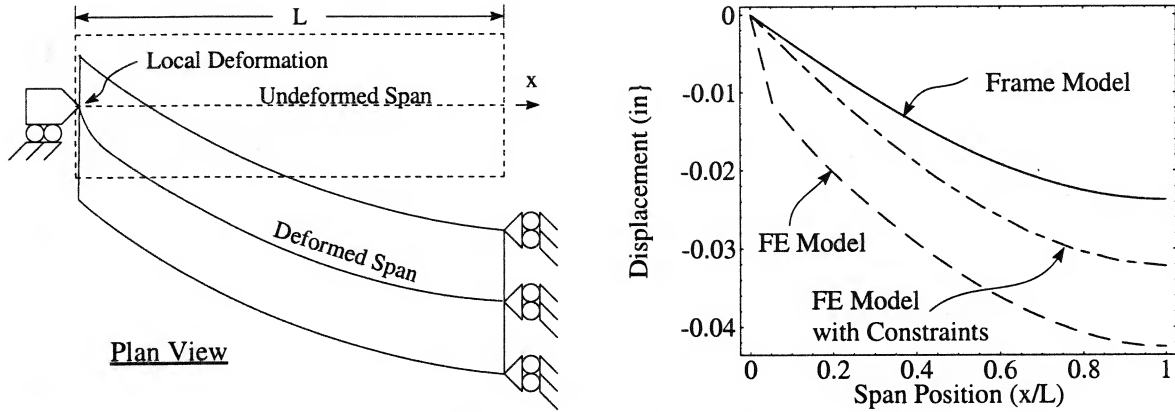 L
Local Deformation
x
Undeformed Span
Deformed Span
Plan View
0
-0.01
-0.02
-0.03
-0.04
Displacement (in}
Frame Model
FE Model
FE Model
with Constraints
0 0.2 0.4 0.6 0.8 1
Span Position (x/L)